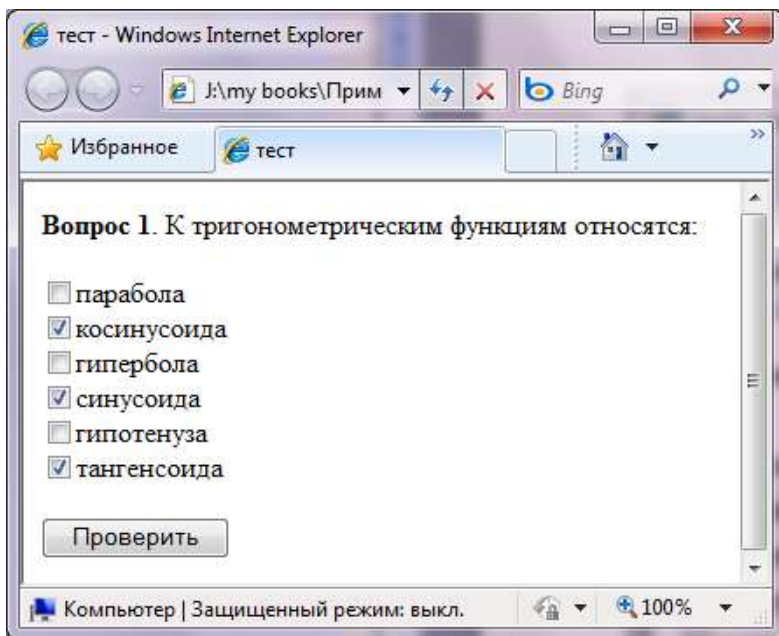 тест - Windows Internet Explorer
J:\my books\Прим
Bing
Избранное
тест
Вопрос 1. К тригонометрическим функциям относятся:
парабола
косинусоида
гипербола
синусоида
гипотенуза
тангенсоида
Проверить
Компьютер | Защищенный режим: выкл.
100%